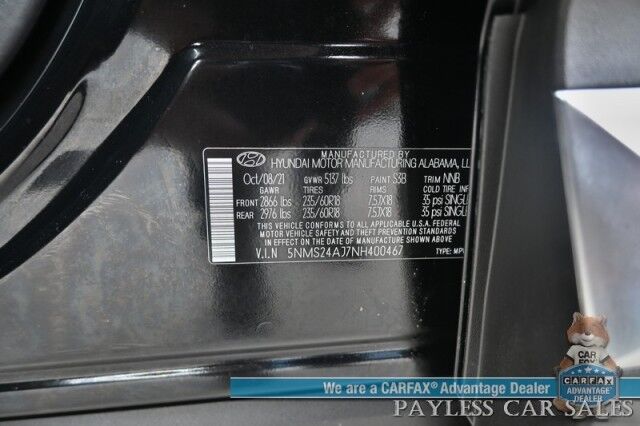 MANUFACTURED BY
HYUNDAI MOTOR MANUFACTURING ALABAMA, LL
Oct/08/21 GVWR 5137 lbs PAINT S3B TRIM NNB
GAWR TIRES RIMS COLD TIRE INF
FRONT 2866 lbs 235/60R18 7.5JX18 35 psi SINGL
REAR 2976 lbs 235/60R18 7.5JX18 35 psi SINGL
THIS VEHICLE CONFORMS TO ALL APPLICABLE U.S.A. FEDERAL
MOTOR VEHICLE SAFETY AND THEFT PREVENTION
STANDARDS IN EFFECT ON THE DATE OF MANUFACTURE SHOWN ABOVE
V.I.N 5NMS24AJ7NH400467 TYPE: MP
We are a CARFAX® Advantage Dealer
PAYLESS CAR SALES
CAR
FOX
CARFAX
ADVANTAGE
DEALER